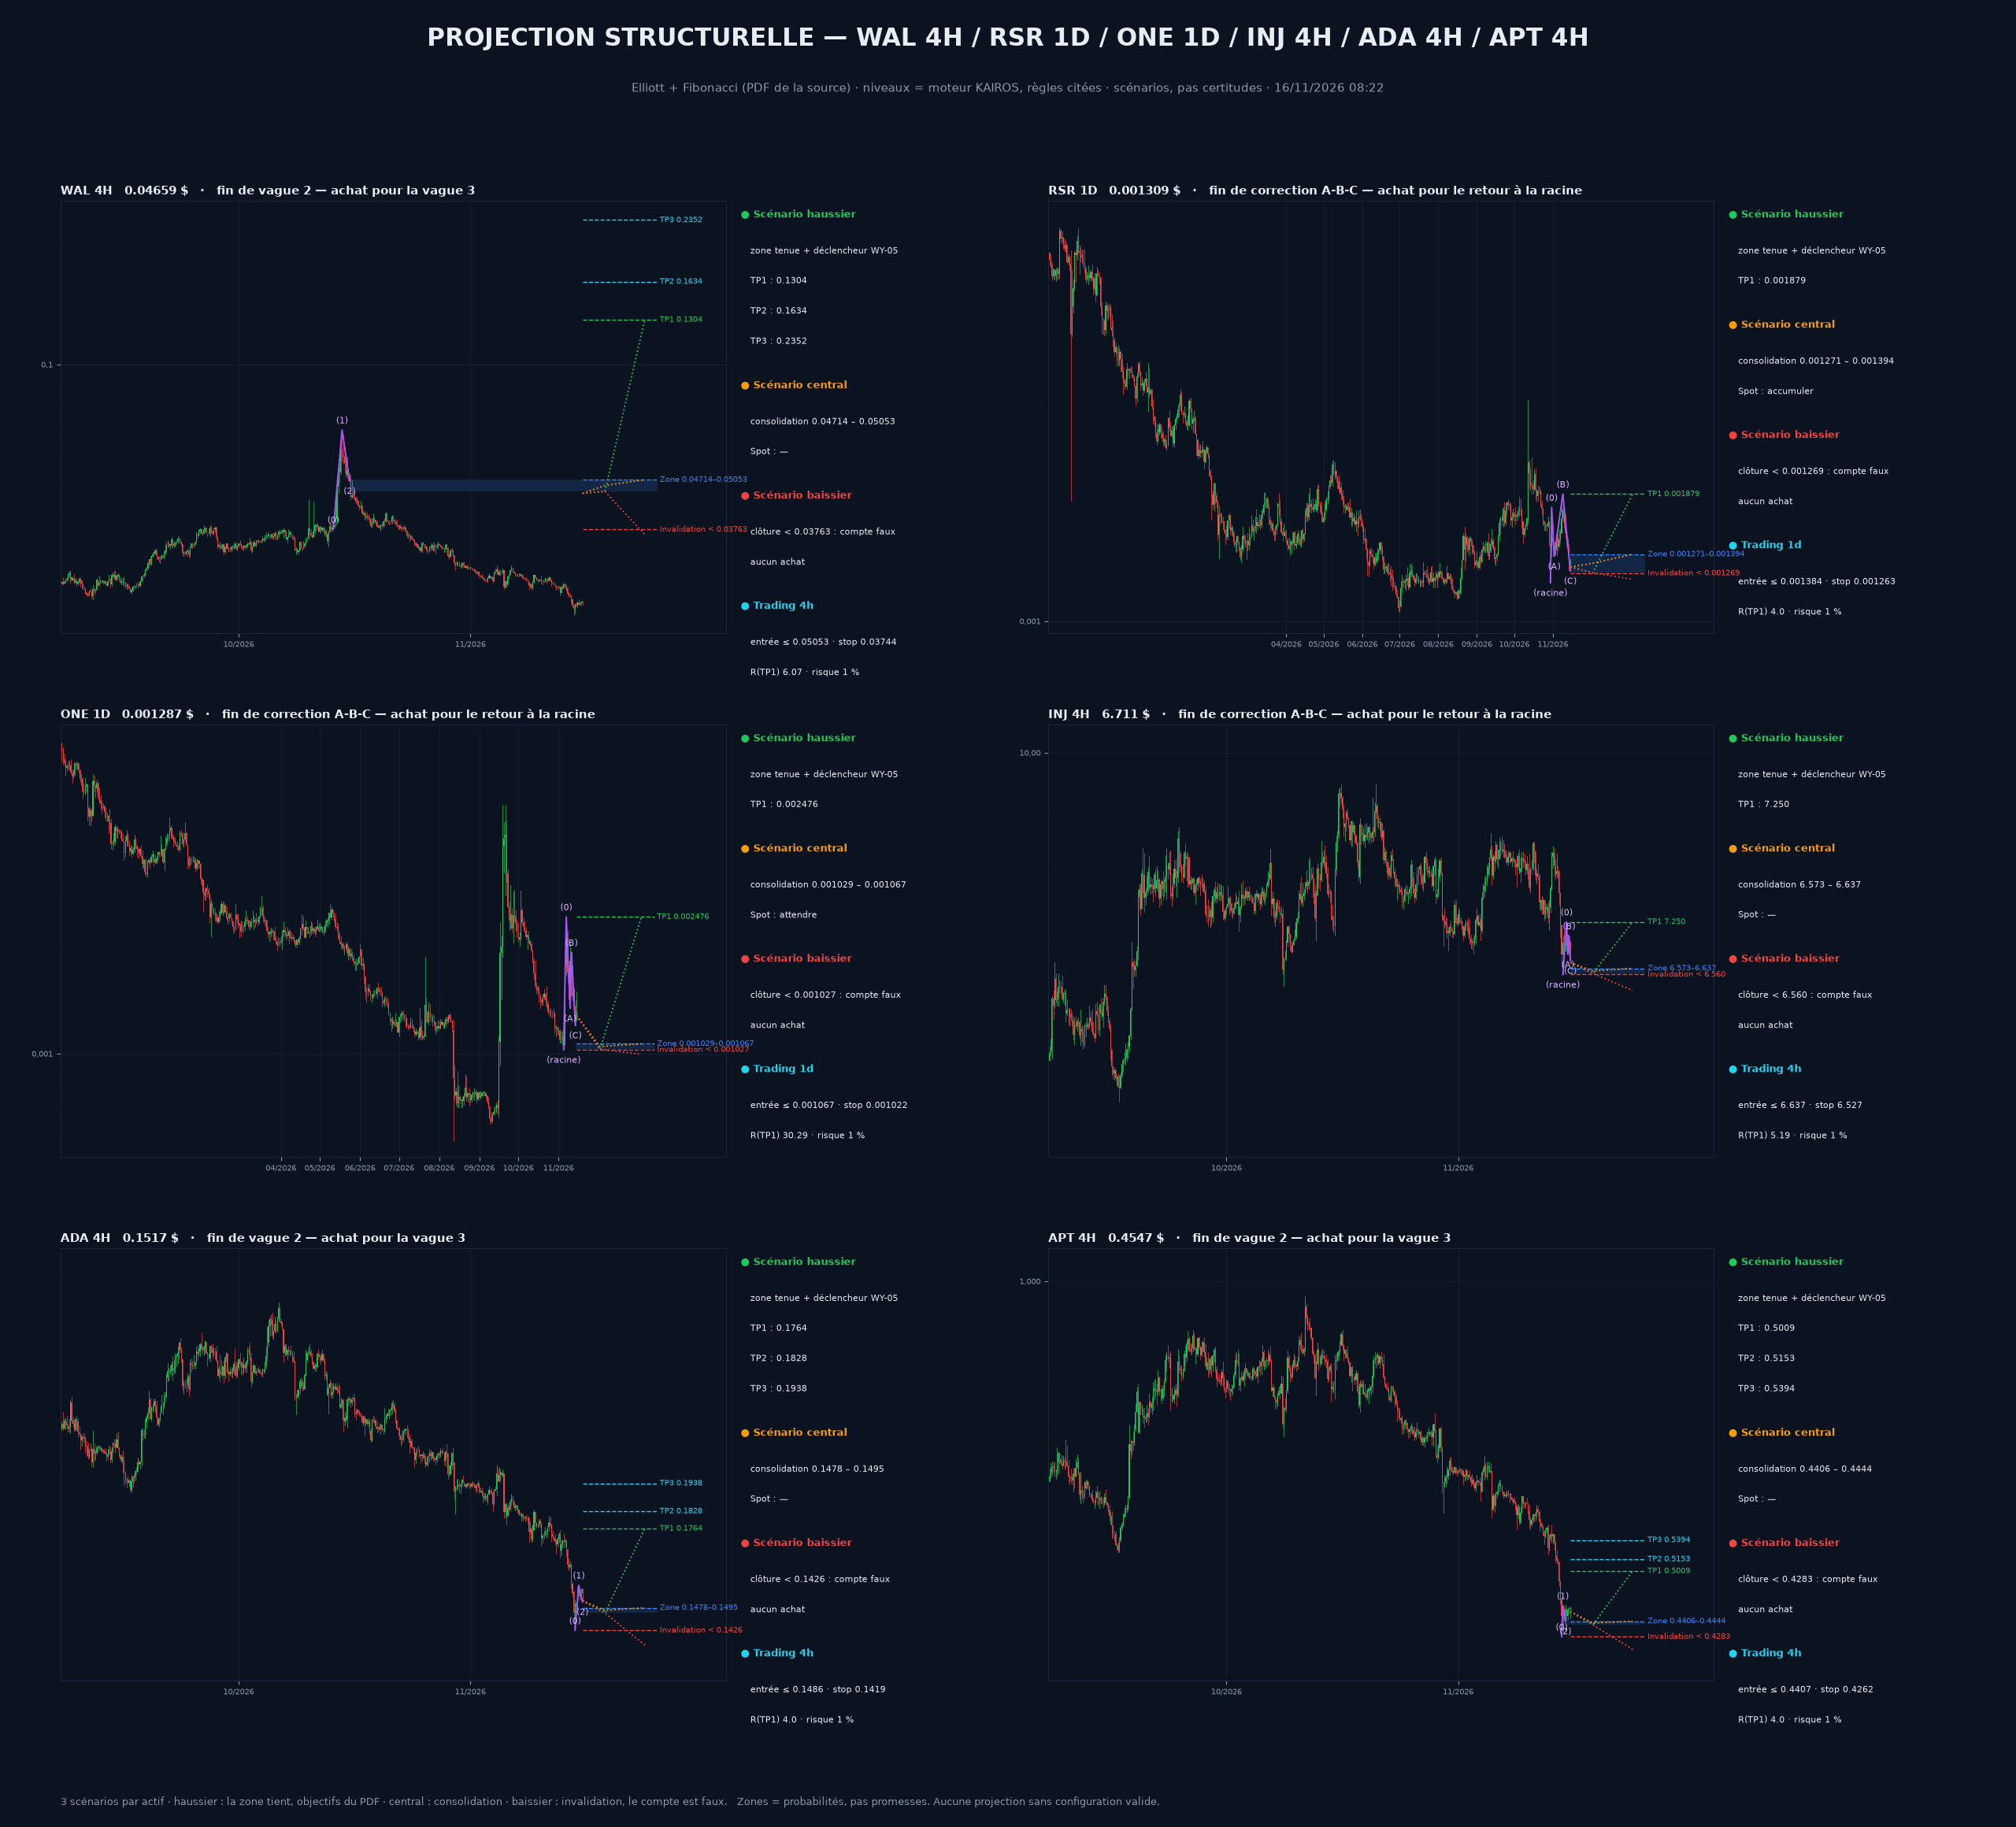 PROJECTION STRUCTURELLE — WAL 4H / RSR 1D / ONE 1D / INJ 4H / ADA 4H / APT 4H
Elliott + Fibonacci (PDF de la source) · niveaux = moteur KAIROS, règles citées · scénarios, pas certitudes · 16/11/2026 08:22
WAL 4H 0.04659 $ · fin de vague 2 — achat pour la vague 3
TP3 0.2352
TP2 0.1634
TP1 0.1304
0,1
(1)
(2)
(0)
Zone 0.04714–0.05053
Invalidation < 0.03763
10/2026
11/2026
● Scénario haussier
zone tenue + déclencheur WY-05
TP1 : 0.1304
TP2 : 0.1634
TP3 : 0.2352
● Scénario central
consolidation 0.04714 – 0.05053
Spot : —
● Scénario baissier
clôture < 0.03763 : compte faux
aucun achat
● Trading 4h
entrée ≤ 0.05053 · stop 0.03744
R(TP1) 6.07 · risque 1 %
RSR 1D 0.001309 $ · fin de correction A-B-C — achat pour le retour à la racine
(B)
(0)
TP1 0.001879
Zone 0.001271–0.001394
(A)
Invalidation < 0.001269
(C)
(racine)
0,001
04/2026
05/2026
06/2026
07/2026
08/2026
09/2026
10/2026
11/2026
● Scénario haussier
zone tenue + déclencheur WY-05
TP1 : 0.001879
● Scénario central
consolidation 0.001271 – 0.001394
Spot : accumuler
● Scénario baissier
clôture < 0.001269 : compte faux
aucun achat
● Trading 1d
entrée ≤ 0.001384 · stop 0.001263
R(TP1) 4.0 · risque 1 %
ONE 1D 0.001287 $ · fin de correction A-B-C — achat pour le retour à la racine
(0)
TP1 0.002476
(B)
(A)
(C)
Zone 0.001029–0.001067
Invalidation < 0.001027
(racine)
0,001
04/2026
05/2026
06/2026
07/2026
08/2026
09/2026
10/2026
11/2026
● Scénario haussier
zone tenue + déclencheur WY-05
TP1 : 0.002476
● Scénario central
consolidation 0.001029 – 0.001067
Spot : attendre
● Scénario baissier
clôture < 0.001027 : compte faux
aucun achat
● Trading 1d
entrée ≤ 0.001067 · stop 0.001022
R(TP1) 30.29 · risque 1 %
INJ 4H 6.711 $ · fin de correction A-B-C — achat pour le retour à la racine
10,00
(0)
TP1 7.250
(B)
(A)
(C)
Zone 6.573–6.637
Invalidation < 6.560
(racine)
10/2026
11/2026
● Scénario haussier
zone tenue + déclencheur WY-05
TP1 : 7.250
● Scénario central
consolidation 6.573 – 6.637
Spot : —
● Scénario baissier
clôture < 6.560 : compte faux
aucun achat
● Trading 4h
entrée ≤ 6.637 · stop 6.527
R(TP1) 5.19 · risque 1 %
ADA 4H 0.1517 $ · fin de vague 2 — achat pour la vague 3
TP3 0.1938
TP2 0.1828
TP1 0.1764
(1)
Zone 0.1478–0.1495
(2)
(0)
Invalidation < 0.1426
10/2026
11/2026
● Scénario haussier
zone tenue + déclencheur WY-05
TP1 : 0.1764
TP2 : 0.1828
TP3 : 0.1938
● Scénario central
consolidation 0.1478 – 0.1495
Spot : —
● Scénario baissier
clôture < 0.1426 : compte faux
aucun achat
● Trading 4h
entrée ≤ 0.1486 · stop 0.1419
R(TP1) 4.0 · risque 1 %
APT 4H 0.4547 $ · fin de vague 2 — achat pour la vague 3
1,000
TP3 0.5394
TP2 0.5153
TP1 0.5009
(1)
Zone 0.4406–0.4444
(0)
(2)
Invalidation < 0.4283
10/2026
11/2026
● Scénario haussier
zone tenue + déclencheur WY-05
TP1 : 0.5009
TP2 : 0.5153
TP3 : 0.5394
● Scénario central
consolidation 0.4406 – 0.4444
Spot : —
● Scénario baissier
clôture < 0.4283 : compte faux
aucun achat
● Trading 4h
entrée ≤ 0.4407 · stop 0.4262
R(TP1) 4.0 · risque 1 %
3 scénarios par actif · haussier : la zone tient, objectifs du PDF · central : consolidation · baissier : invalidation, le compte est faux. Zones = probabilités, pas promesses. Aucune projection sans configuration valide.